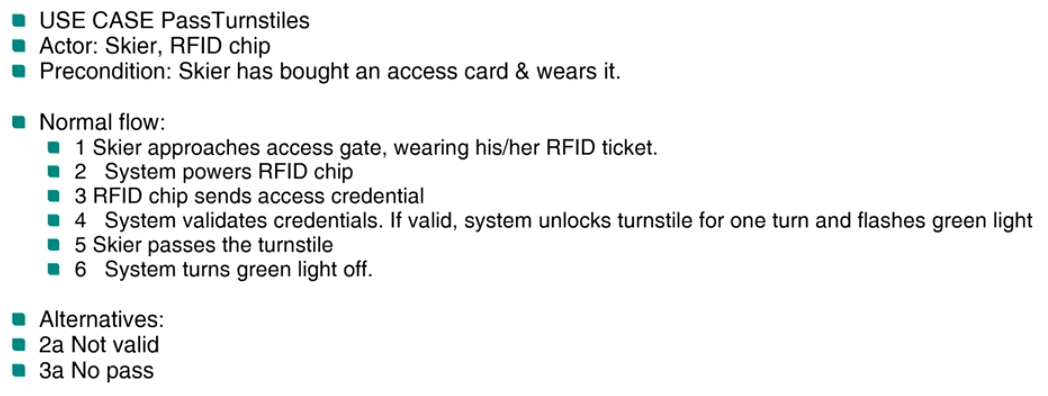 USE CASE PassTurnstiles
Actor: Skier, RFID chip
Precondition: Skier has bought an access card & wears it.
Normal flow:
1 Skier approaches access gate, wearing his/her RFID ticket.
2 System powers RFID chip
3 RFID chip sends access credential
4 System validates credentials. If valid, system unlocks turnstile for one turn and flashes green light
5 Skier passes the turnstile
6 System turns green light off.
Alternatives:
2a Not valid
3a No pass